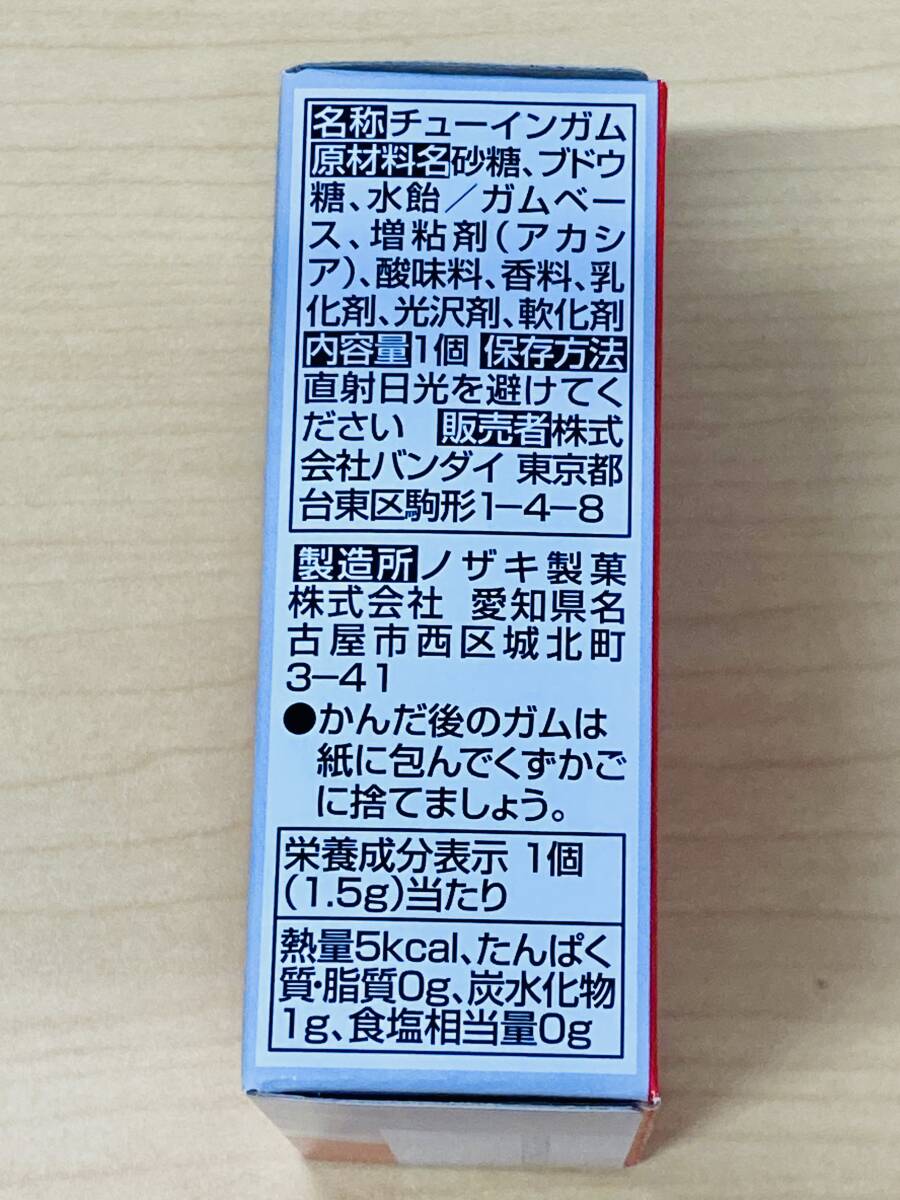 名称チューインガム
原材料名砂糖、ブドウ
糖、水飴／ガムベー
ス、増粘剤(アカシ
ア)、酸味料、香料、乳
化剤、光沢剤、軟化剤
内容量1個 保存方法
直射日光を避けてく
ださい 販売者株式
会社バンダイ 東京都
台東区駒形1-4-8
製造所ノザキ製菓
株式会社 愛知県名
古屋市西区城北町
3-41
●かんだ後のガムは
紙に包んでくずかご
に捨てましょう。
栄養成分表示 1個
(1.5g)当たり
熱量5kcal、たんぱく
質・脂質0g、炭水化物
1g、食塩相当量0g